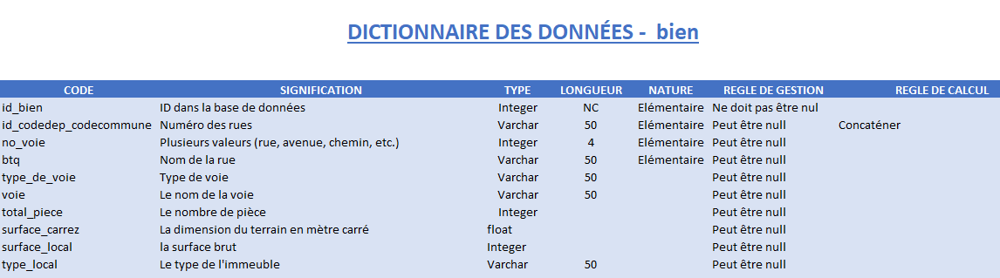 DICTIONNAIRE DES DONNÉES - bien
CODE SIGNIFICATION TYPE LONGUEUR NATURE REGLE DE GESTION REGLE DE CALCUL
id_bien ID dans la base de données Integer NC Elémentaire Ne doit pas être nul
id_codedep_codecommune Numéro des rues Varchar 50 Elémentaire Peut être null Concaténer
no_voie Plusieurs valeurs (rue, avenue, chemin, etc.) Integer 4 Elémentaire Peut être null
btq Nom de la rue Varchar 50 Elémentaire Peut être null
type_de_voie Type de voie Varchar 50 Peut être null
voie Le nom de la voie Varchar 50 Peut être null
total_piece Le nombre de pièce Integer Peut être null
surface_carrez La dimension du terrain en mètre carré float Peut être null
surface_local la surface brut Integer Peut être null
type_local Le type de l'immeuble Varchar 50 Peut être null